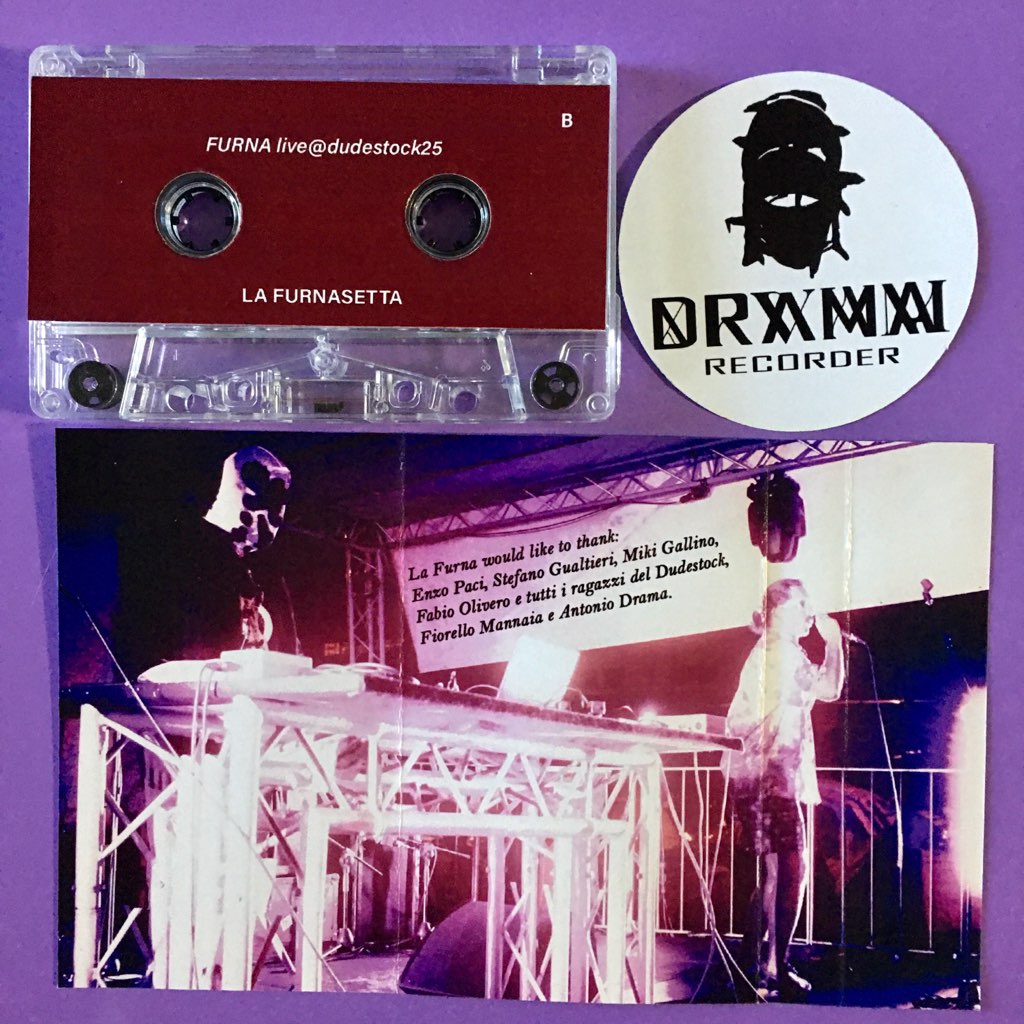 B
FURNA live@dudestock25
LA FURNASETTA
DRAMA
RECORDER
La Furna would like to thank:
Enzo Paci, Stefano Gualtieri, Miki Gallino,
Fabio Olivero e tutti i ragazzi del Dudestock,
Fiorello Mannaia e Antonio Drama.